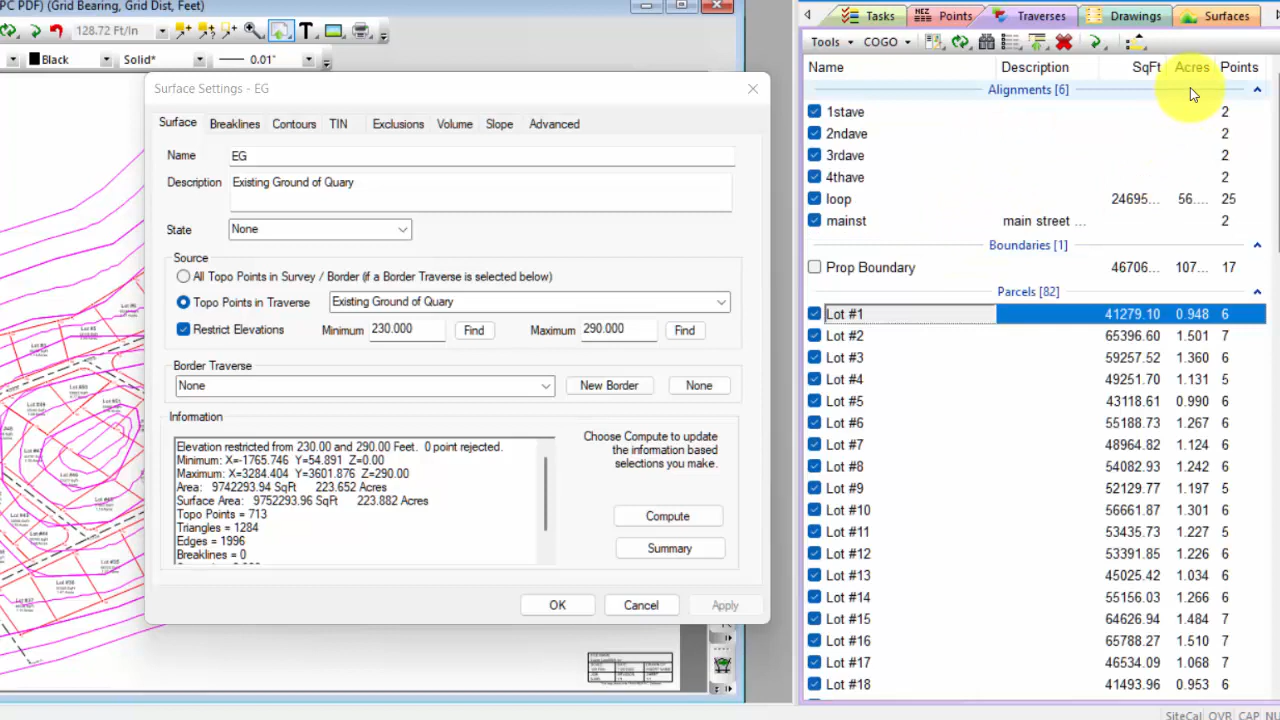 PC PDF) (Grid Bearing, Grid Dist, Feet)
128.72 Ft/In
Black
Solid*
0.01"
Surface Settings - EG
Surface Breaklines Contours TIN Exclusions Volume Slope Advanced
Name EG
Description Existing Ground of Quary
State None
Source
All Topo Points in Survey / Border (if a Border Traverse is selected below)
Topo Points in Traverse Existing Ground of Quary
Restrict Elevations Minimum 230.000 Find Maximum 290.000 Find
Border Traverse
None New Border None
Information
Elevation restricted from 230.00 and 290.00 Feet. 0 point rejected.
Minimum: X=-1765.746 Y=54.891 Z=0.00
Maximum: X=3284.404 Y=3601.876 Z=290.00
Area: 9742293.94 SqFt 223.652 Acres
Surface Area: 9752293.96 SqFt 223.882 Acres
Topo Points = 713
Triangles = 1284
Edges = 1996
Breaklines = 0
Choose Compute to update
the information based
selections you make.
Compute
Summary
OK Cancel Apply
Tasks Points Traverses Drawings Surfaces
Tools COGO
Name Description SqFt Acres Points
Alignments [6]
1stave 2
2ndave 2
3rdave 2
4thave 2
loop 24695... 56.... 25
mainst main street ... 2
Boundaries [1]
Prop Boundary 46706... 107... 17
Parcels [82]
Lot #1 41279.10 0.948 6
Lot #2 65396.60 1.501 7
Lot #3 59257.52 1.360 6
Lot #4 49251.70 1.131 5
Lot #5 43118.61 0.990 6
Lot #6 55188.73 1.267 6
Lot #7 48964.82 1.124 6
Lot #8 54082.93 1.242 6
Lot #9 52129.77 1.197 5
Lot #10 56661.87 1.301 6
Lot #11 53435.73 1.227 5
Lot #12 53391.85 1.226 6
Lot #13 45025.42 1.034 6
Lot #14 55156.03 1.266 6
Lot #15 64626.94 1.484 7
Lot #16 65788.27 1.510 7
Lot #17 46534.09 1.068 7
Lot #18 41493.96 0.953 6
SiteCal OVR CAP NU